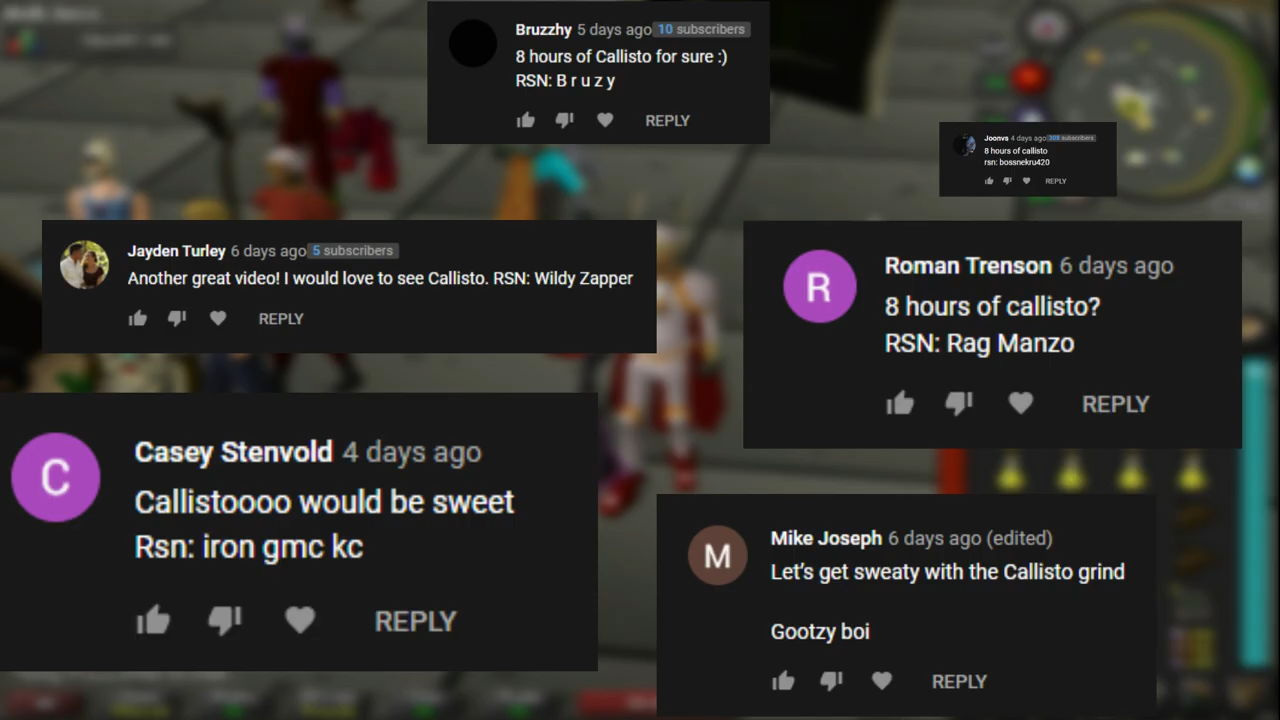 Bruzzhy 5 days ago 10 subscribers
8 hours of Callisto for sure :)
RSN: B r u z y
REPLY
Joonvs 4 days ago 308 subscribers
8 hours of callisto
rsn: bossnekru420
REPLY
Jayden Turley 6 days ago 5 subscribers
Another great video! I would love to see Callisto. RSN: Wildy Zapper
REPLY
R
Roman Trenson 6 days ago
8 hours of callisto?
RSN: Rag Manzo
REPLY
C
Casey Stenvold 4 days ago
Callistoooo would be sweet
Rsn: iron gmc kc
REPLY
M
Mike Joseph 6 days ago (edited)
Let's get sweaty with the Callisto grind
Gootzy boi
REPLY